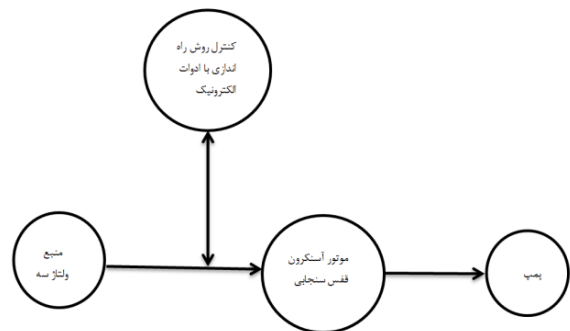 کنترل روش راه
اندازی با ادوات
الکترونیک
منبع
ولتاژ سه
موتور آسنکرون
قفس سنجابی
پمپ